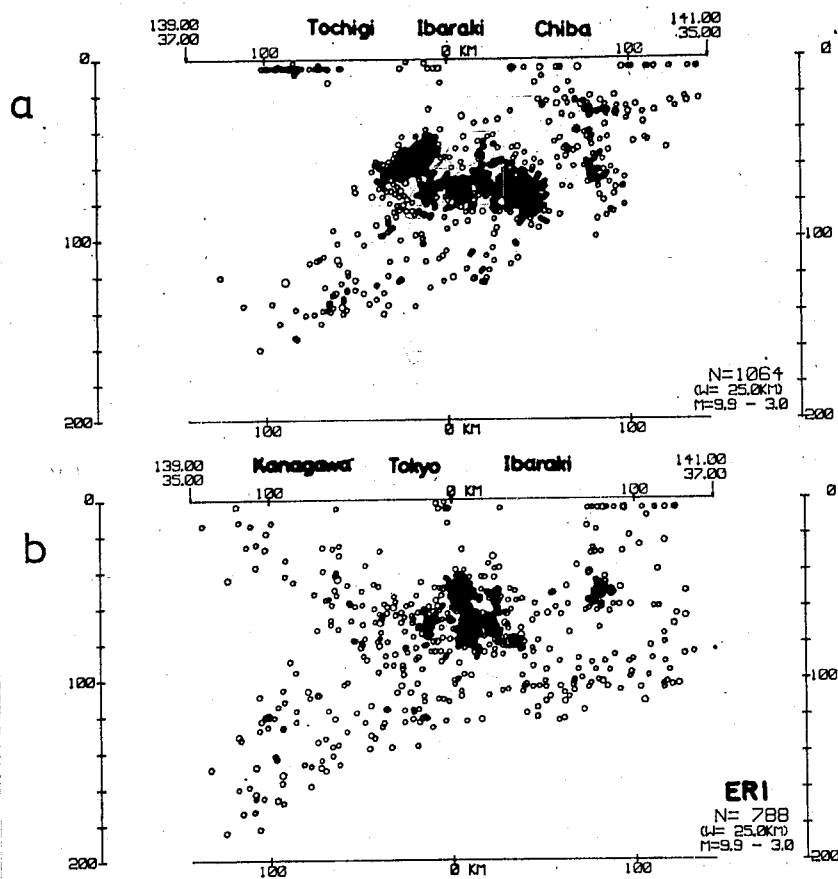 139.00 Tochigi Ibaraki Chiba 141.00
37.00 35.00
100 0 KM 100
a
0 0
100 100
200 200
N=1064
(W= 25.0KM)
M=9.9 - 3.0
100 0 KM 100
139.00 Kanagawa Tokyo Ibaraki 141.00
35.00 37.00
100 0 KM 100
b
0 0
100 100
200 200
ERI
N= 788
(W= 25.0KM)
M=9.9 - 3.0
100 0 KM 100